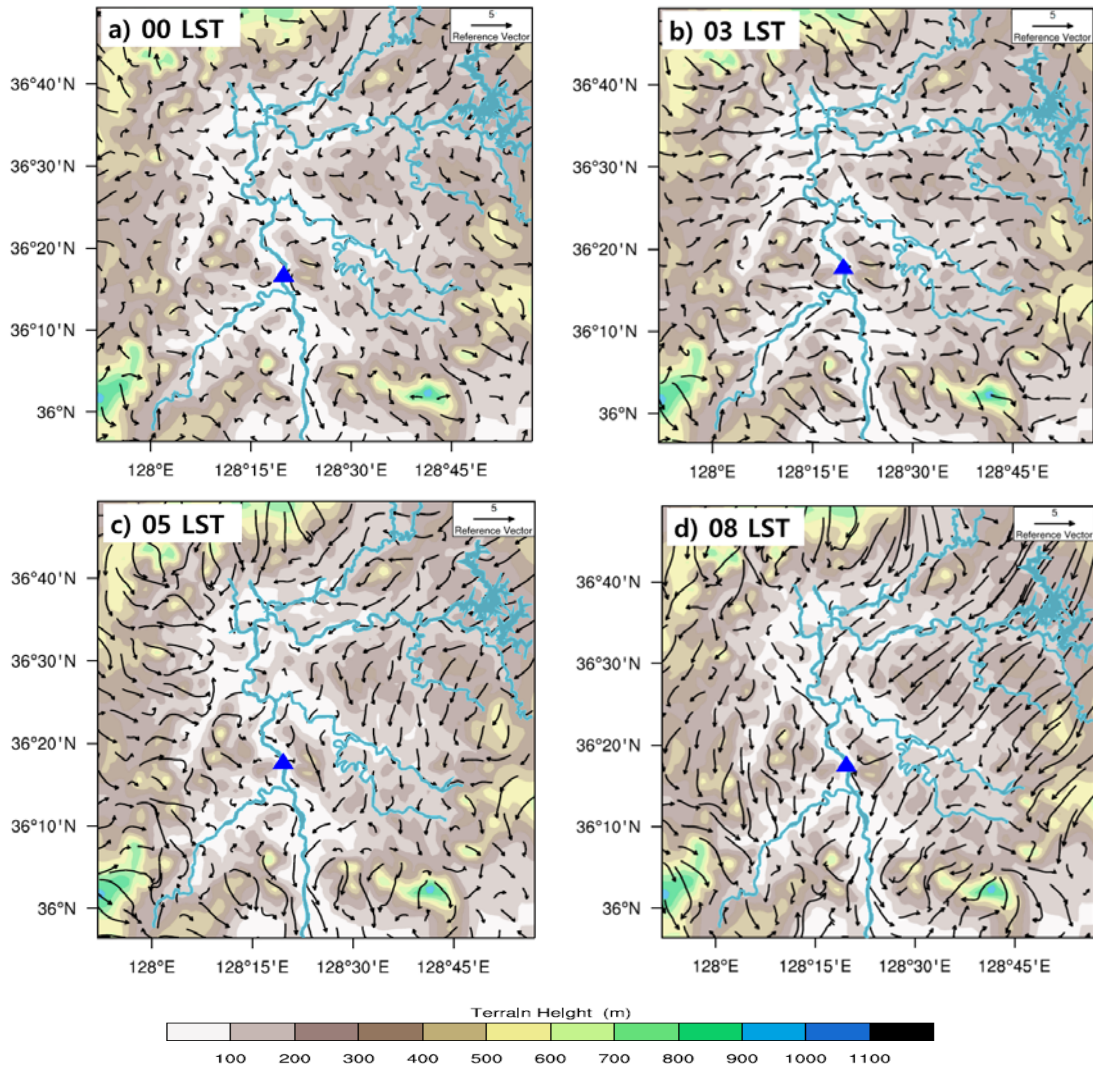 a) 00 LST
5
Reference Vector
36°40'N
36°30'N
36°20'N
36°10'N
36°N
128°E 128°15'E 128°30'E 128°45'E
b) 03 LST
5
Reference Vector
36°40'N
36°30'N
36°20'N
36°10'N
36°N
128°E 128°15'E 128°30'E 128°45'E
c) 05 LST
5
Reference Vector
36°40'N
36°30'N
36°20'N
36°10'N
36°N
128°E 128°15'E 128°30'E 128°45'E
d) 08 LST
5
Reference Vector
36°40'N
36°30'N
36°20'N
36°10'N
36°N
128°E 128°15'E 128°30'E 128°45'E
Terrain Height (m)
100 200 300 400 500 600 700 800 900 1000 1100